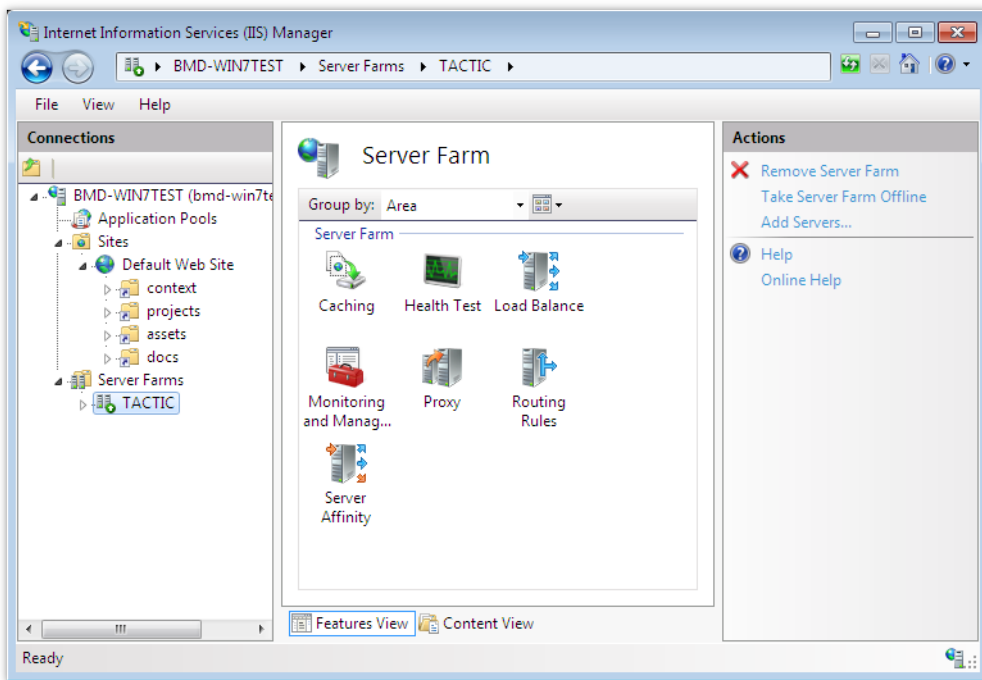 Internet Information Services (IIS) Manager
BMD-WIN7TEST Server Farms TACTIC
File View Help
Connections
BMD-WIN7TEST (bmd-win7te
Application Pools
Sites
Default Web Site
context
projects
assets
docs
Server Farms
TACTIC
Server Farm
Group by: Area
Server Farm
Caching Health Test Load Balance
Monitoring and Manag... Proxy Routing Rules
Server Affinity
Features View Content View
Actions
Remove Server Farm
Take Server Farm Offline
Add Servers...
Help
Online Help
Ready